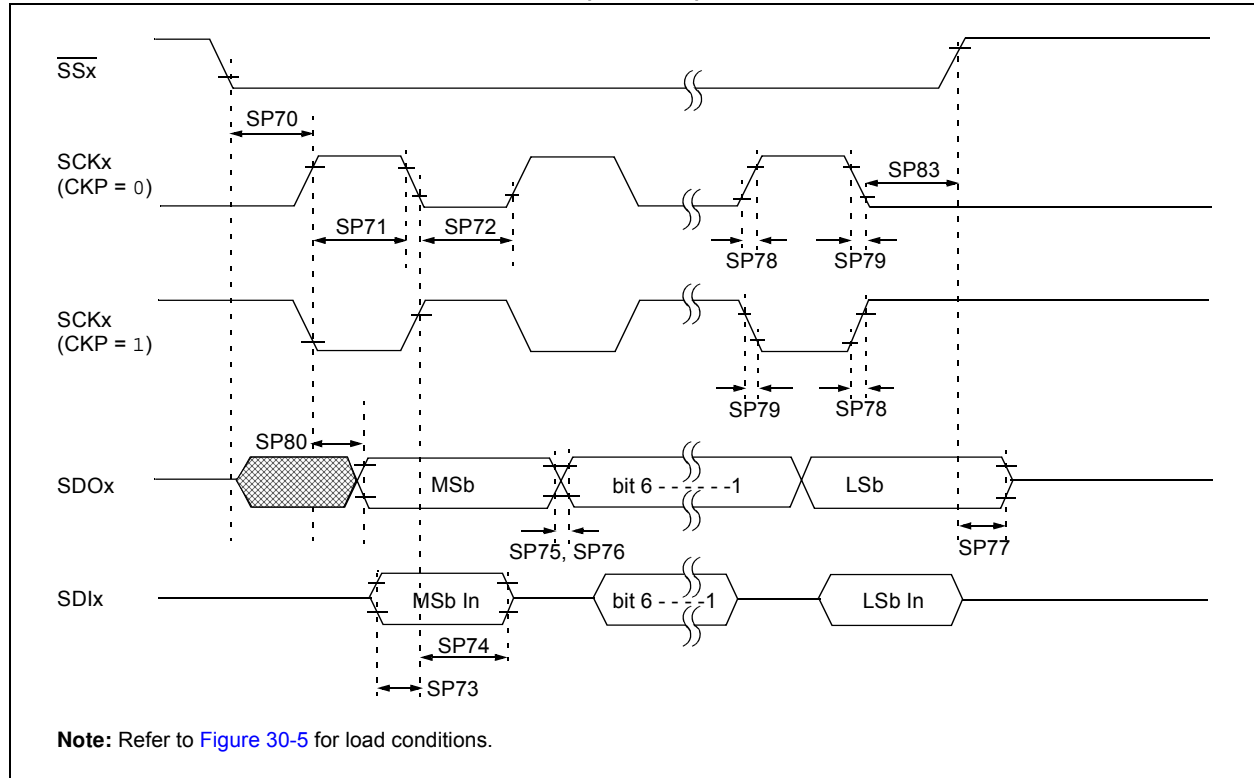 SSx
SP70
SCKx
(CKP = 0)
SP83
SP71
SP72
SP78
SP79
SCKx
(CKP = 1)
SP79
SP78
SP80
SDOx
MSb
bit 6 - - - - - -1
LSb
SP75, SP76
SP77
SDIx
MSb In
bit 6 - - - -1
LSb In
SP74
SP73
Note: Refer to Figure 30-5 for load conditions.